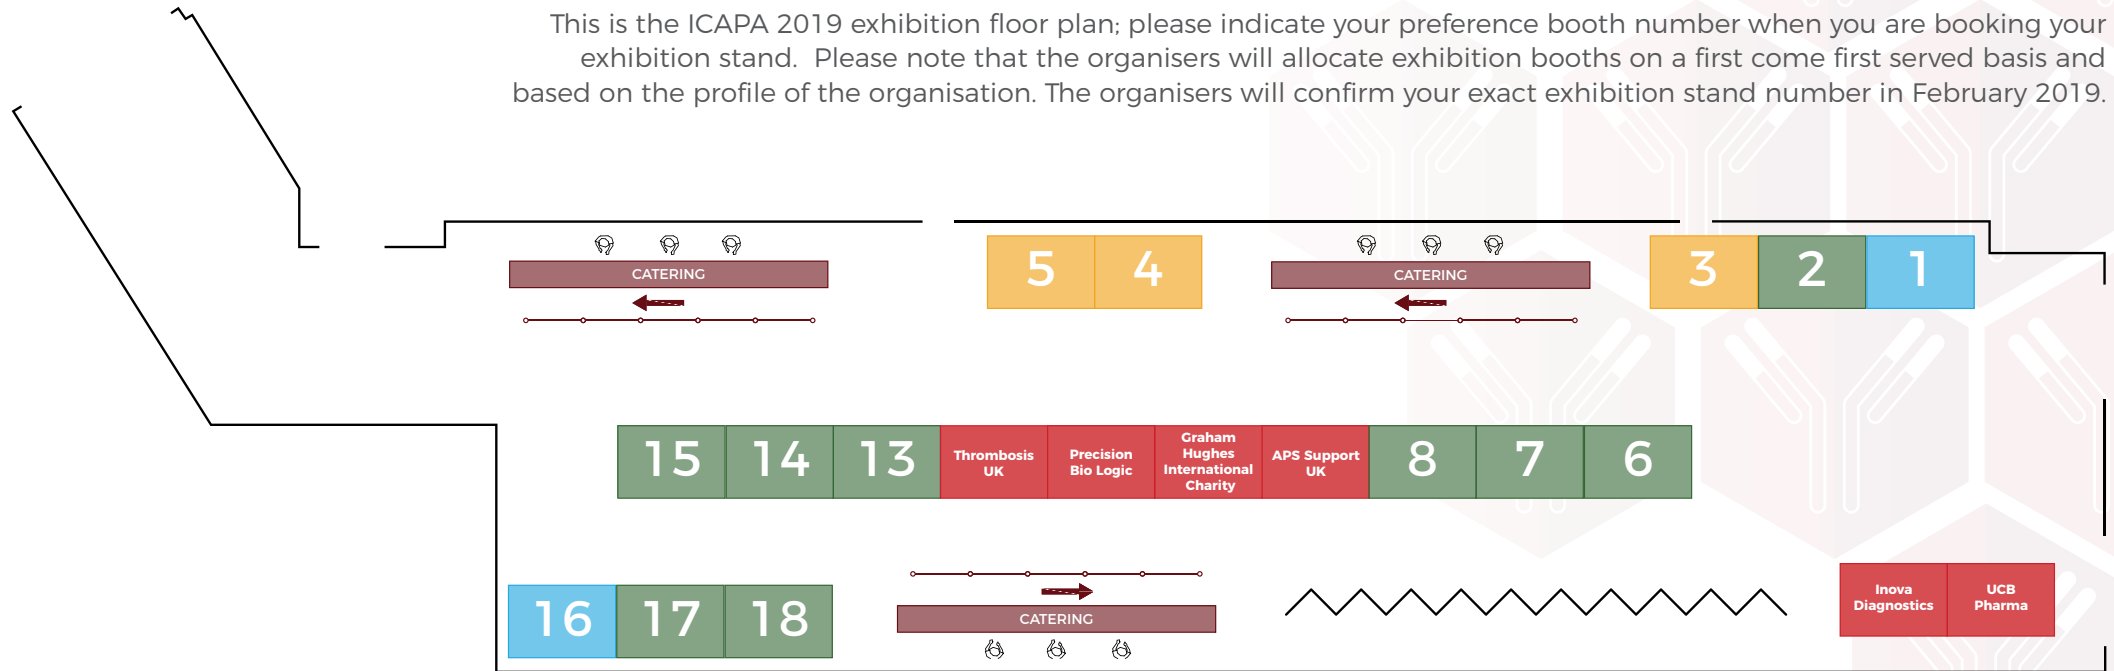 This is the ICAPA 2019 exhibition floor plan; please indicate your preference booth number when you are booking your
exhibition stand.  Please note that the organisers will allocate exhibition booths on a first come first served basis and
based on the profile of the organisation. The organisers will confirm your exact exhibition stand number in February 2019.
CATERING
5
4
CATERING
3
2
1
15
14
13
Thrombosis
UK
Precision
Bio Logic
Graham
Hughes
International
Charity
APS Support
UK
8
7
6
16
17
18
CATERING
Inova
Diagnostics
UCB
Pharma